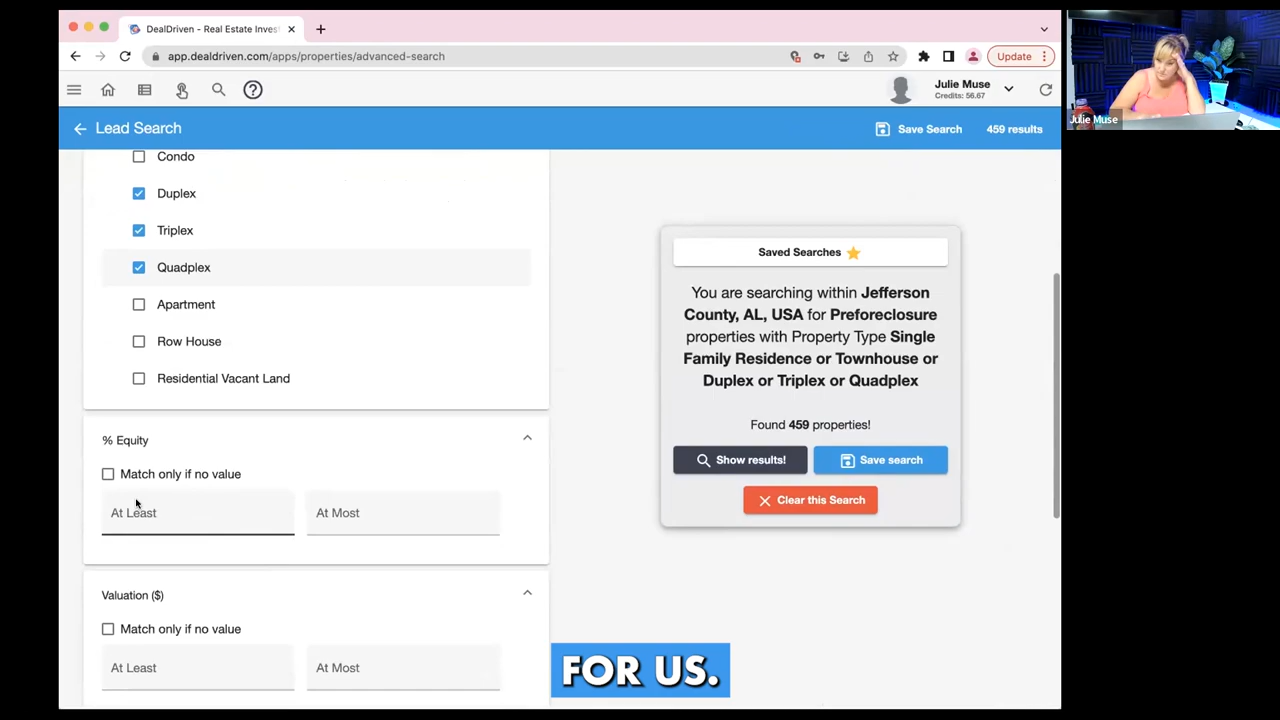 DealDriven - Real Estate Inves
app.dealdriven.com/apps/properties/advanced-search
Update
Julie Muse
Credits: 56.67
Lead Search
Save Search
459 results
Condo
Duplex
Triplex
Quadplex
Apartment
Row House
Residential Vacant Land
% Equity
Match only if no value
At Least
At Most
Valuation ($)
Match only if no value
At Least
At Most
Saved Searches
You are searching within Jefferson
County, AL, USA for Preforeclosure
properties with Property Type Single
Family Residence or Townhouse or
Duplex or Triplex or Quadplex
Found 459 properties!
Show results!
Save search
Clear this Search
FOR US.
Julie Muse